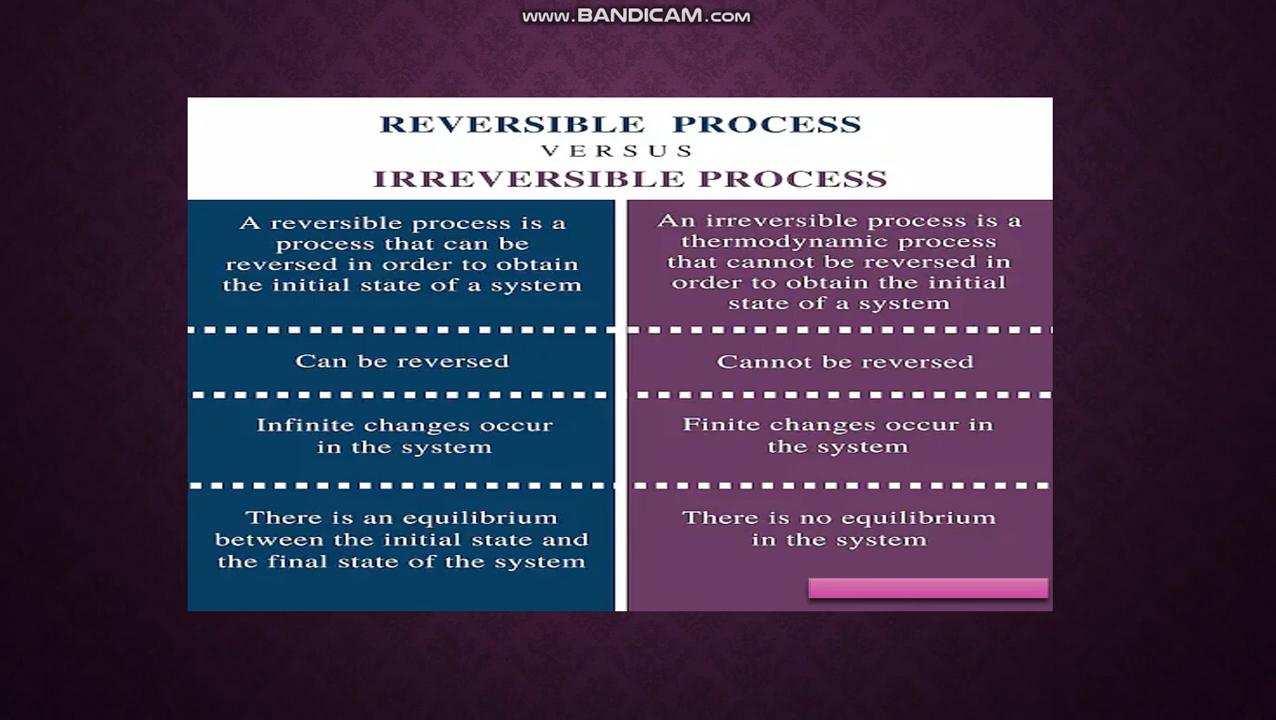 WWW.BANDICAM.COM
REVERSIBLE PROCESS
VERSUS
IRREVERSIBLE PROCESS
A reversible process is a
process that can be
reversed in order to obtain
the initial state of a system
An irreversible process is a
thermodynamic process
that cannot be reversed in
order to obtain the initial
state of a system
Can be reversed
Cannot be reversed
Infinite changes occur
in the system
Finite changes occur in
the system
There is an equilibrium
between the initial state and
the final state of the system
There is no equilibrium
in the system